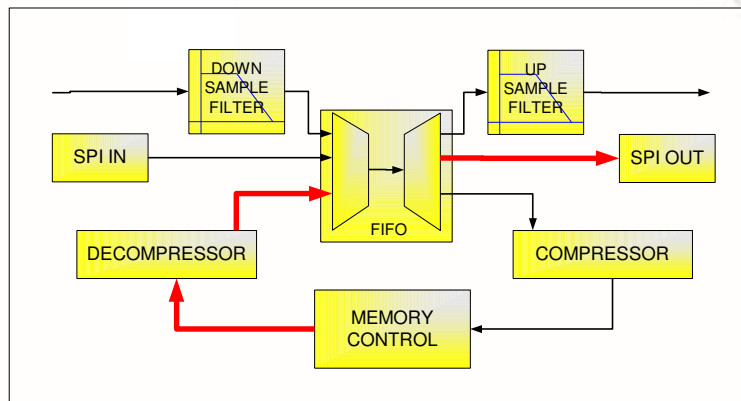 DOWN
SAMPLE
FILTER
UP
SAMPLE
FILTER
SPI IN
SPI OUT
FIFO
DECOMPRESSOR
COMPRESSOR
MEMORY
CONTROL